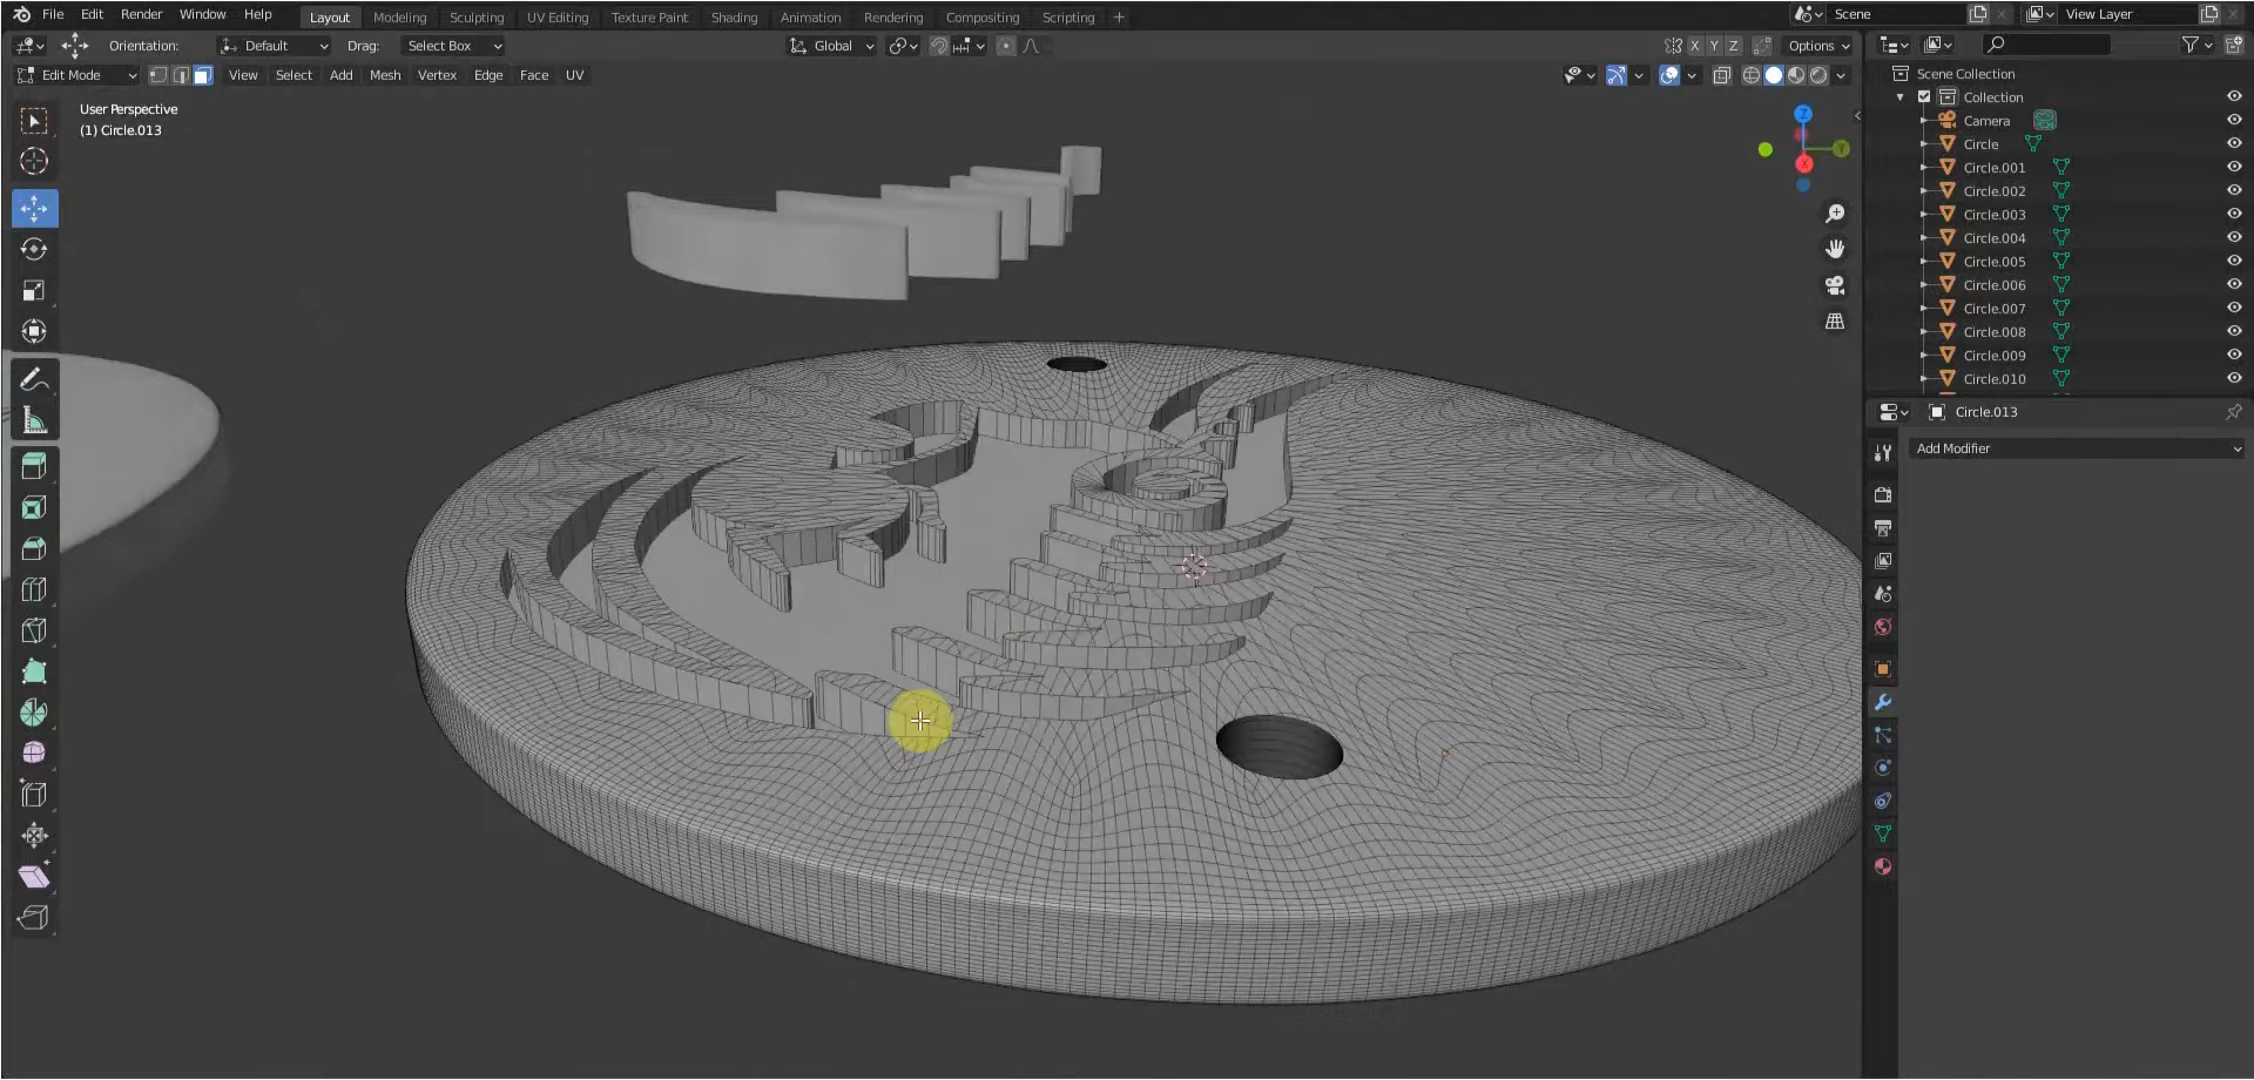 File Edit Render Window Help Layout Modeling Sculpting UV Editing Texture Paint Shading Animation Rendering Compositing Scripting + Scene View Layer
Orientation: Default Drag: Select Box Global X Y Z Options
Edit Mode View Select Add Mesh Vertex Edge Face UV
User Perspective
(1) Circle.013
Z
Y
X
Scene Collection
Collection
Camera
Circle
Circle.001
Circle.002
Circle.003
Circle.004
Circle.005
Circle.006
Circle.007
Circle.008
Circle.009
Circle.010
Circle.013
Add Modifier